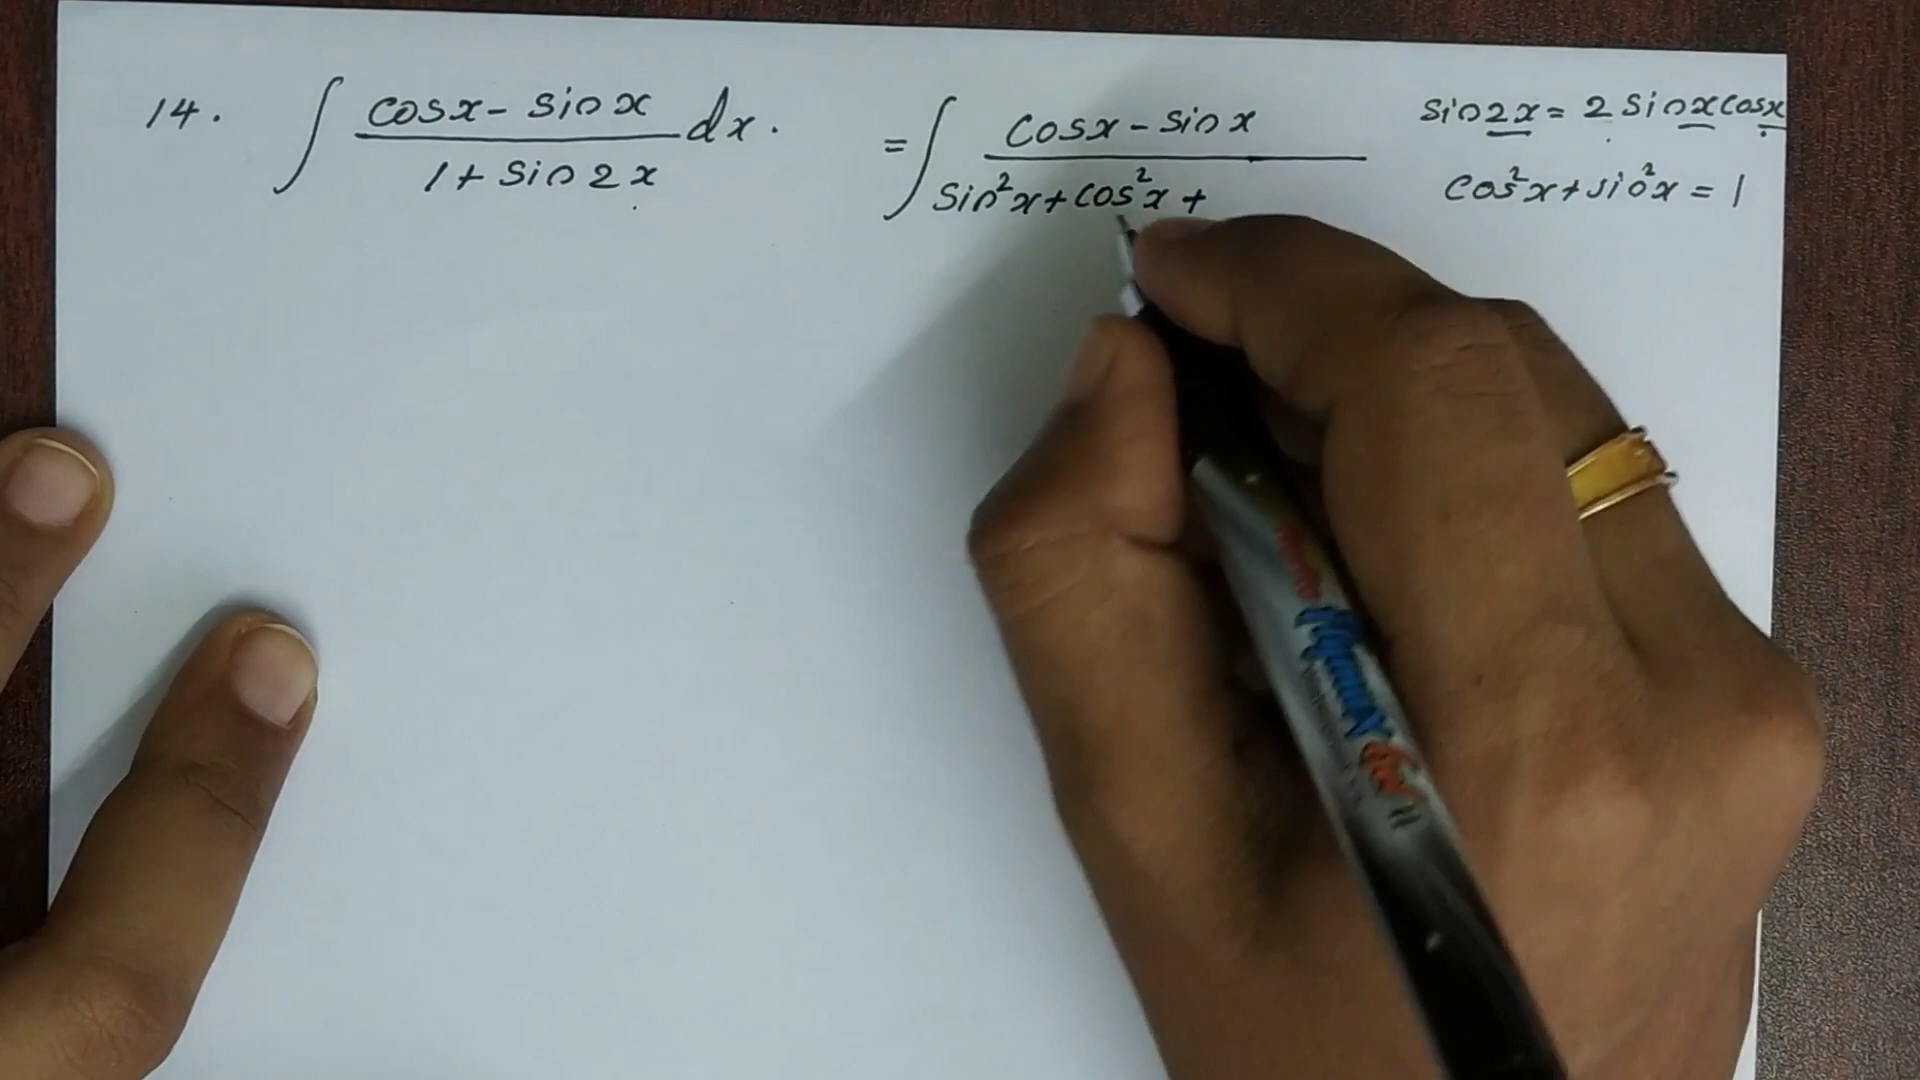 14. ∫ cosx - sinx / 1 + sin2x dx. = ∫ cosx - sinx / sin²x + cos²x +
sin2x = 2 sinx cosx
cos²x + sin²x = 1